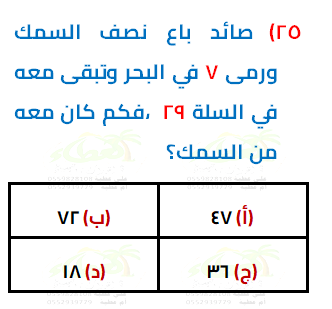 ٢٥) صائد باع نصف السمك
ورمى ٧ في البحر وتبقى معه
في السلة ٢٩ ،فكم كان معه
من السمك؟
(أ) ٤٧
(ب) ٧٢
(ج) ٣٦
(د) ١٨